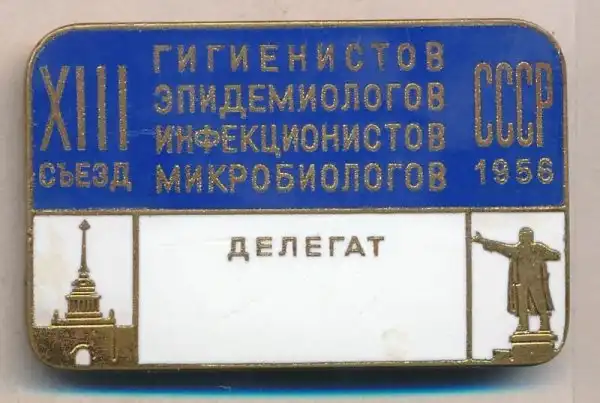 XIII
СЪЕЗД
ГИГИЕНИСТОВ
ЭПИДЕМИОЛОГОВ
ИНФЕКЦИОНИСТОВ
МИКРОБИОЛОГОВ
СССР
1956
ДЕЛЕГАТ